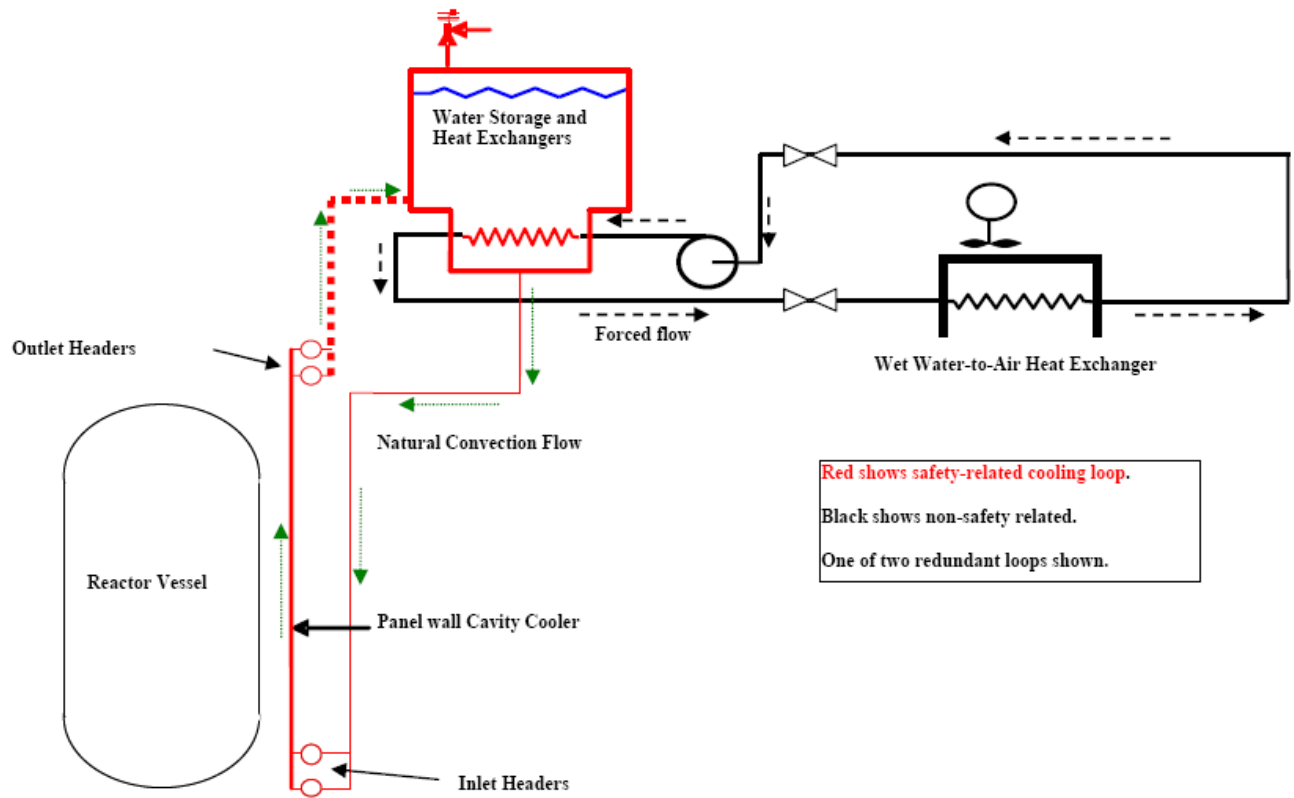 Water Storage and
Heat Exchangers
Forced flow
Outlet Headers
Wet Water-to-Air Heat Exchanger
Natural Convection Flow
Red shows safety-related cooling loop.
Black shows non-safety related.
One of two redundant loops shown.
Reactor Vessel
Panel wall Cavity Cooler
Inlet Headers